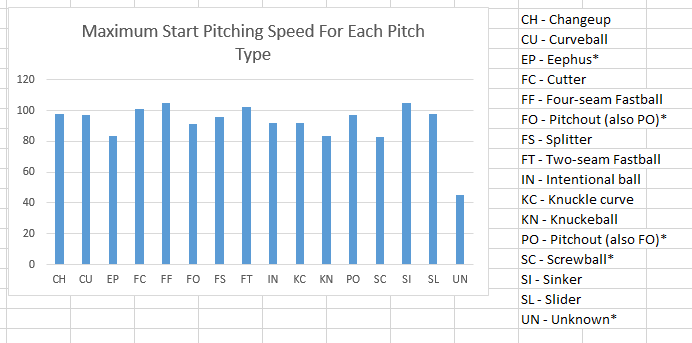 Maximum Start Pitching Speed For Each Pitch
Type
120
100
80
60
40
20
0
CH CU EP FC FF FO FS FT IN KC KN PO SC SI SL UN
CH - Changeup
CU - Curveball
EP - Eephus*
FC - Cutter
FF - Four-seam Fastball
FO - Pitchout (also PO)*
FS - Splitter
FT - Two-seam Fastball
IN - Intentional ball
KC - Knuckle curve
KN - Knuckeball
PO - Pitchout (also FO)*
SC - Screwball*
SI - Sinker
SL - Slider
UN - Unknown*